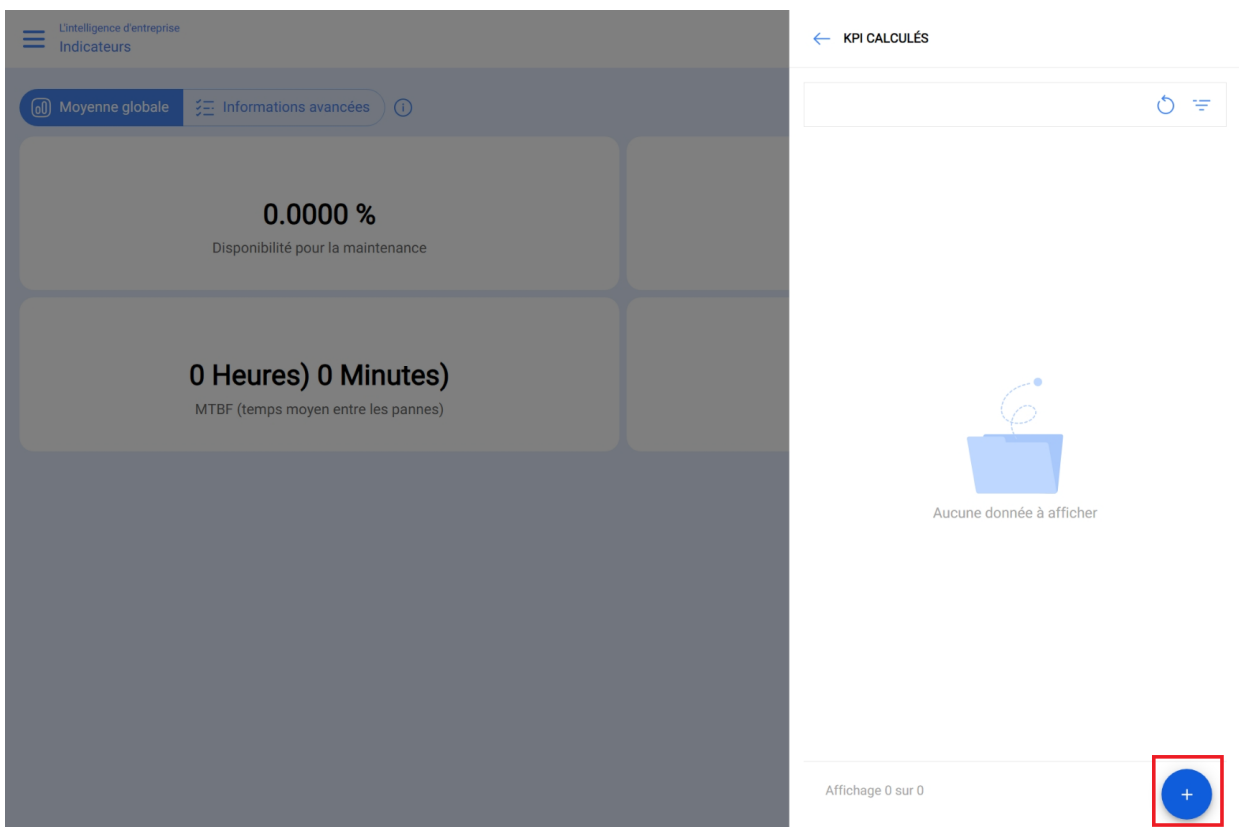 L'intelligence d'entreprise
Indicateurs
Moyenne globale
Informations avancées
0.0000 %
Disponibilité pour la maintenance
0 Heures) 0 Minutes)
MTBF (temps moyen entre les pannes)
KPI CALCULÉS
Aucune donnée à afficher
Affichage 0 sur 0